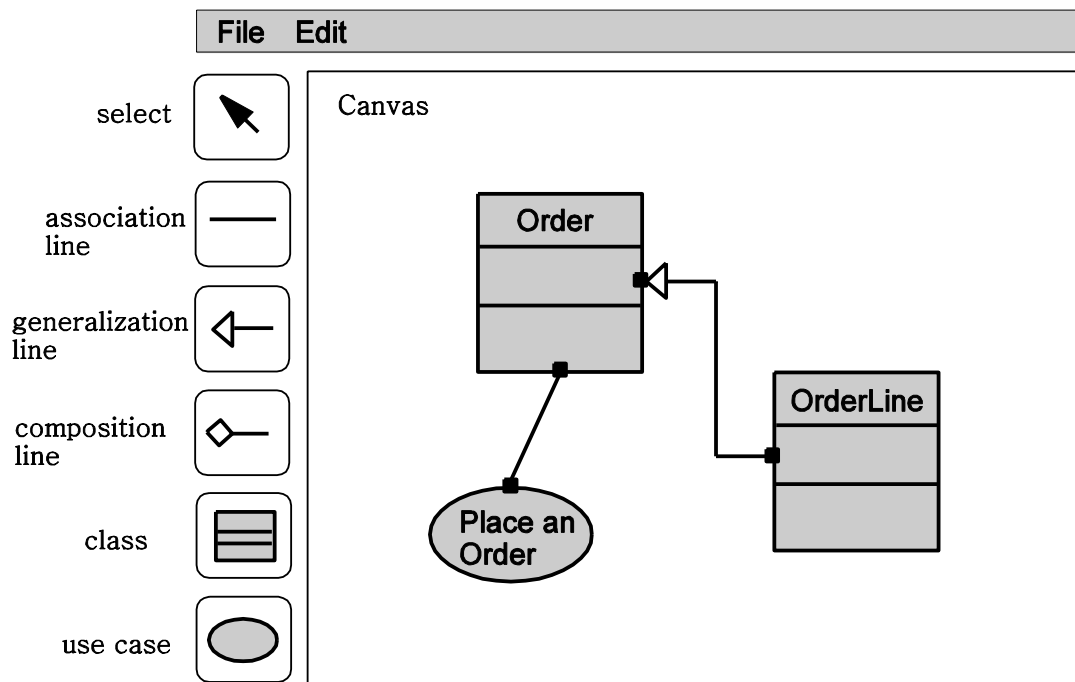 File Edit
select
Canvas
association
line
generalization
line
composition
line
class
use case
Order
OrderLine
Place an
Order